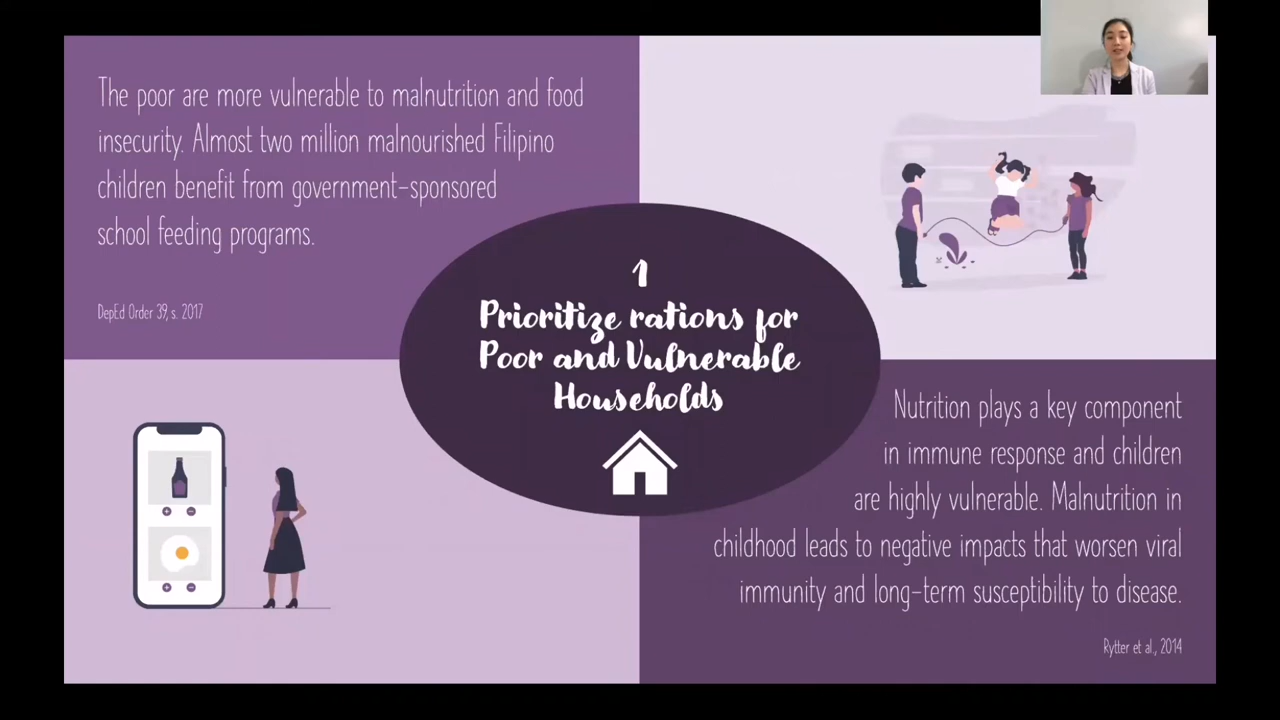 The poor are more vulnerable to malnutrition and food
insecurity. Almost two million malnourished Filipino
children benefit from government-sponsored
school feeding programs.
DepEd Order 39, s. 2017
1
Prioritize rations for
Poor and Vulnerable
Households
Nutrition plays a key component
in immune response and children
are highly vulnerable. Malnutrition in
childhood leads to negative impacts that worsen viral
immunity and long-term susceptibility to disease.
Rytter et al., 2014